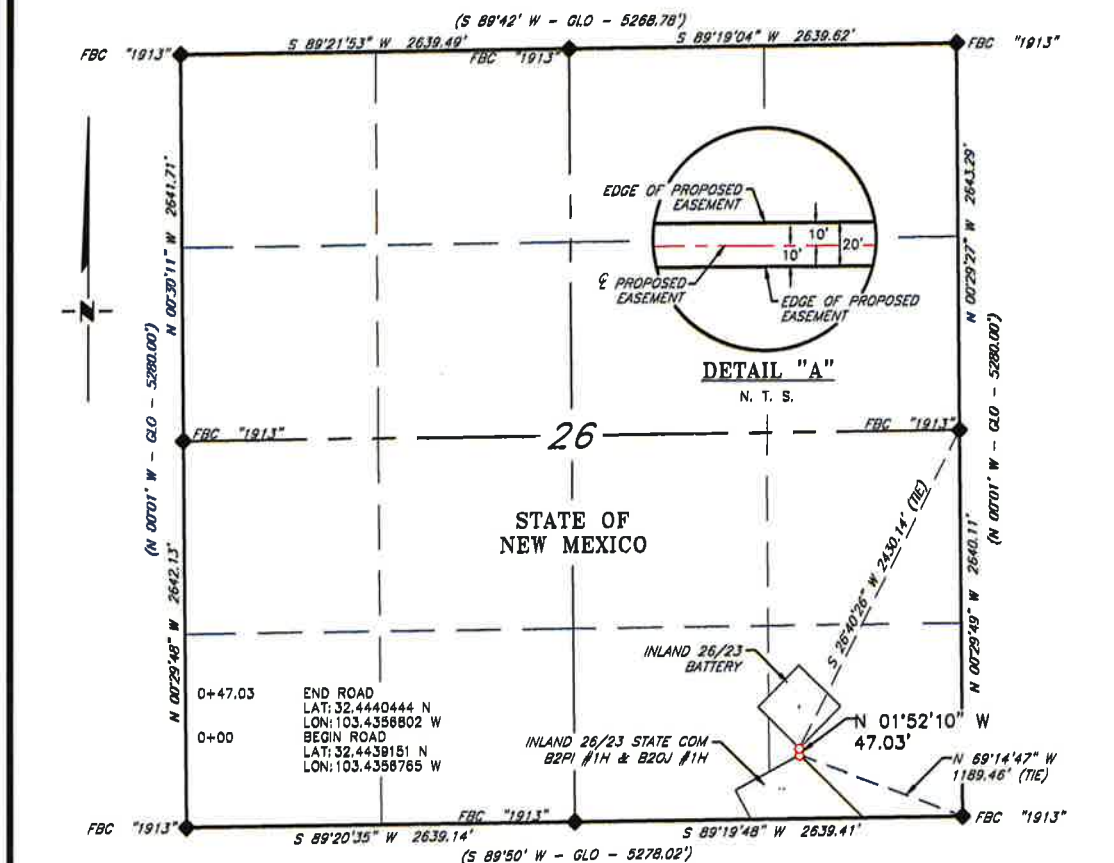 (S 89°42' W - GLO - 5268.78')
FBC "1913"
S 89°21'53" W 2639.49'
FBC "1913"
S 89°19'04" W 2639.62'
FBC "1913"
N 00°30'11" W 2641.71'
(N 00°01' W - GLO - 5280.00')
N
EDGE OF PROPOSED
EASEMENT
10'
10'
20'
℄ PROPOSED
EASEMENT
EDGE OF PROPOSED
EASEMENT
DETAIL "A"
N. T. S.
N 00°29'27" W 2643.29'
(N 00°01' W - GLO - 5280.00')
FBC "1913"
26
FBC "1913"
STATE OF
NEW MEXICO
S 26°40'26" W 2430.14' (TIE)
N 00°29'48" W 2642.13'
N 00°29'49" W 2640.11'
INLAND 26/23
BATTERY
0+47.03 END ROAD
LAT: 32.4440444 N
LON: 103.4356802 W
0+00 BEGIN ROAD
LAT: 32.4439151 N
LON: 103.4356765 W
N 01°52'10" W
47.03'
INLAND 26/23 STATE COM
B2PI #1H & B2OJ #1H
N 69°14'47" W
1189.46' (TIE)
FBC "1913"
S 89°20'35" W 2639.14'
FBC "1913"
S 89°19'48" W 2639.41'
FBC "1913"
(S 89°50' W - GLO - 5278.02')